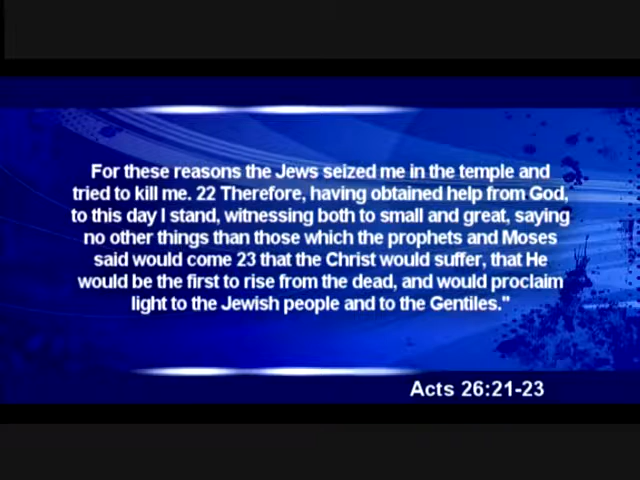 For these reasons the Jews seized me in the temple and
tried to kill me. 22 Therefore, having obtained help from God,
to this day I stand, witnessing both to small and great, saying
no other things than those which the prophets and Moses
said would come 23 that the Christ would suffer, that He
would be the first to rise from the dead, and would proclaim
light to the Jewish people and to the Gentiles."
Acts 26:21-23